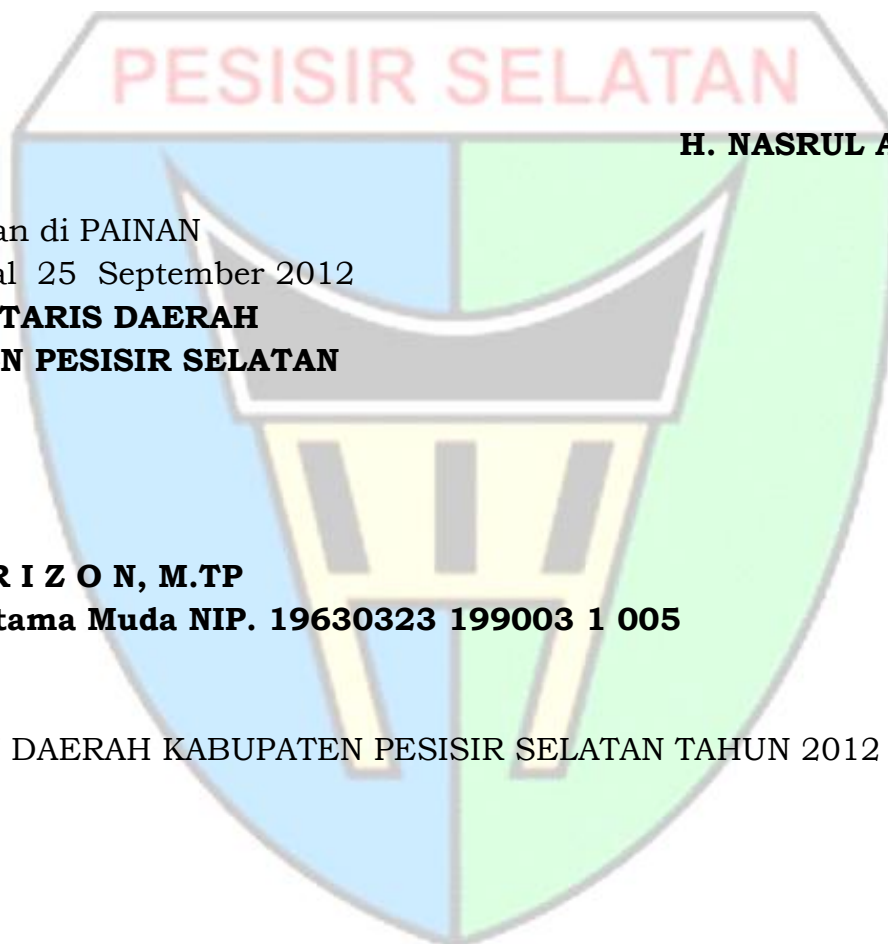 PESISIR SELATAN
H. NASRUL A
an di PAINAN
al 25 September 2012
TARIS DAERAH
N PESISIR SELATAN
R I Z O N, M.TP
tama Muda NIP. 19630323 199003 1 005
DAERAH KABUPATEN PESISIR SELATAN TAHUN 2012